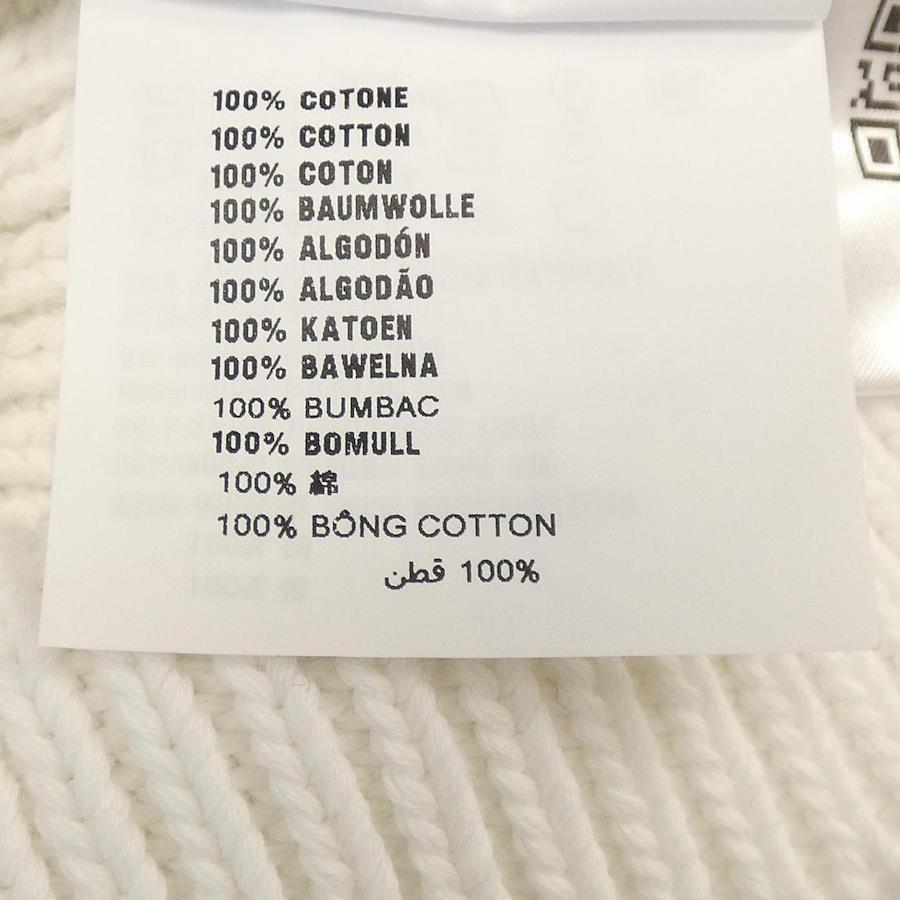 100% COTONE
100% COTTON
100% COTON
100% BAUMWOLLE
100% ALGODÓN
100% ALGODÃO
100% KATOEN
100% BAWELNA
100% BUMBAC
100% BOMULL
100% 綿
100% BÔNG COTTON
100% قطن